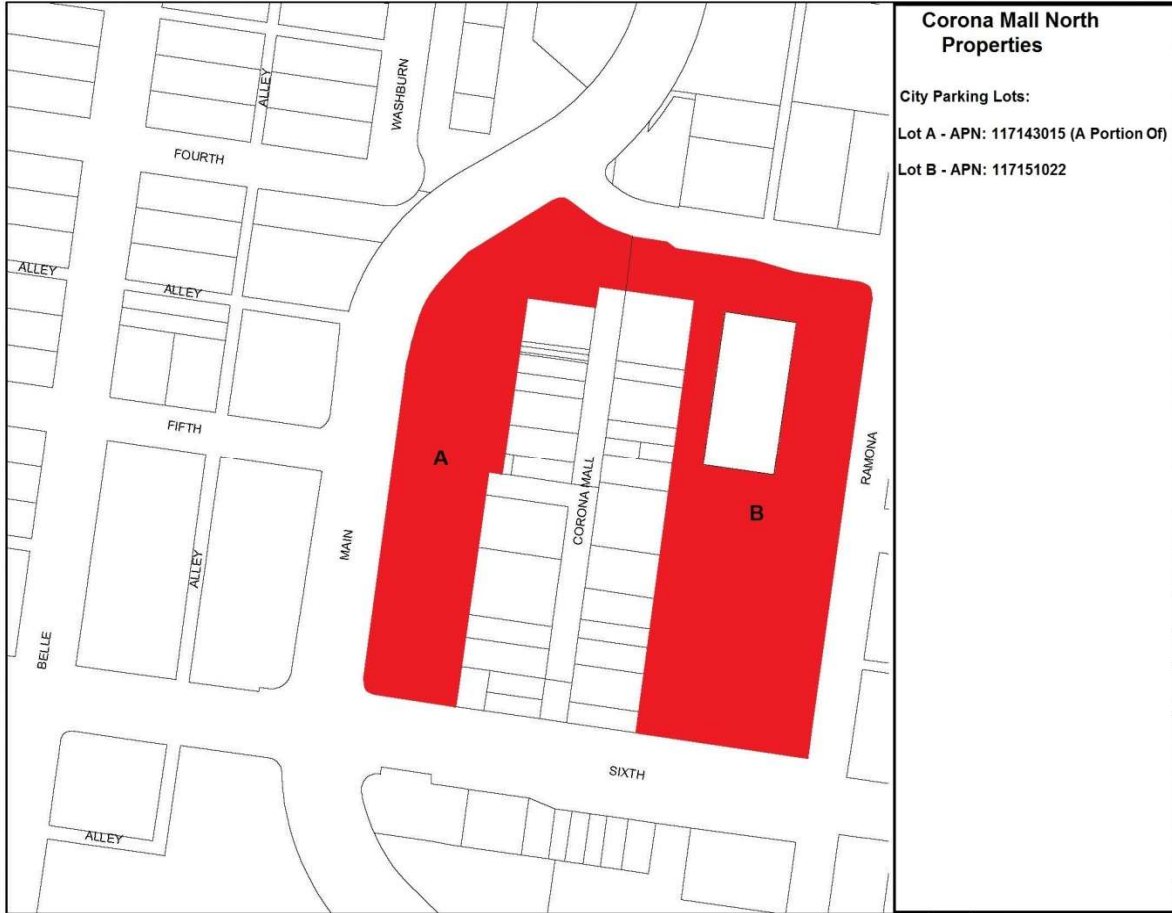 Corona Mall North
Properties
City Parking Lots:
Lot A - APN: 117143015 (A Portion Of)
Lot B - APN: 117151022
ALLEY
WASHBURN
FOURTH
ALLEY
ALLEY
FIFTH
A
CORONA MALL
RAMONA
B
MAIN
ALLEY
BELLE
SIXTH
ALLEY